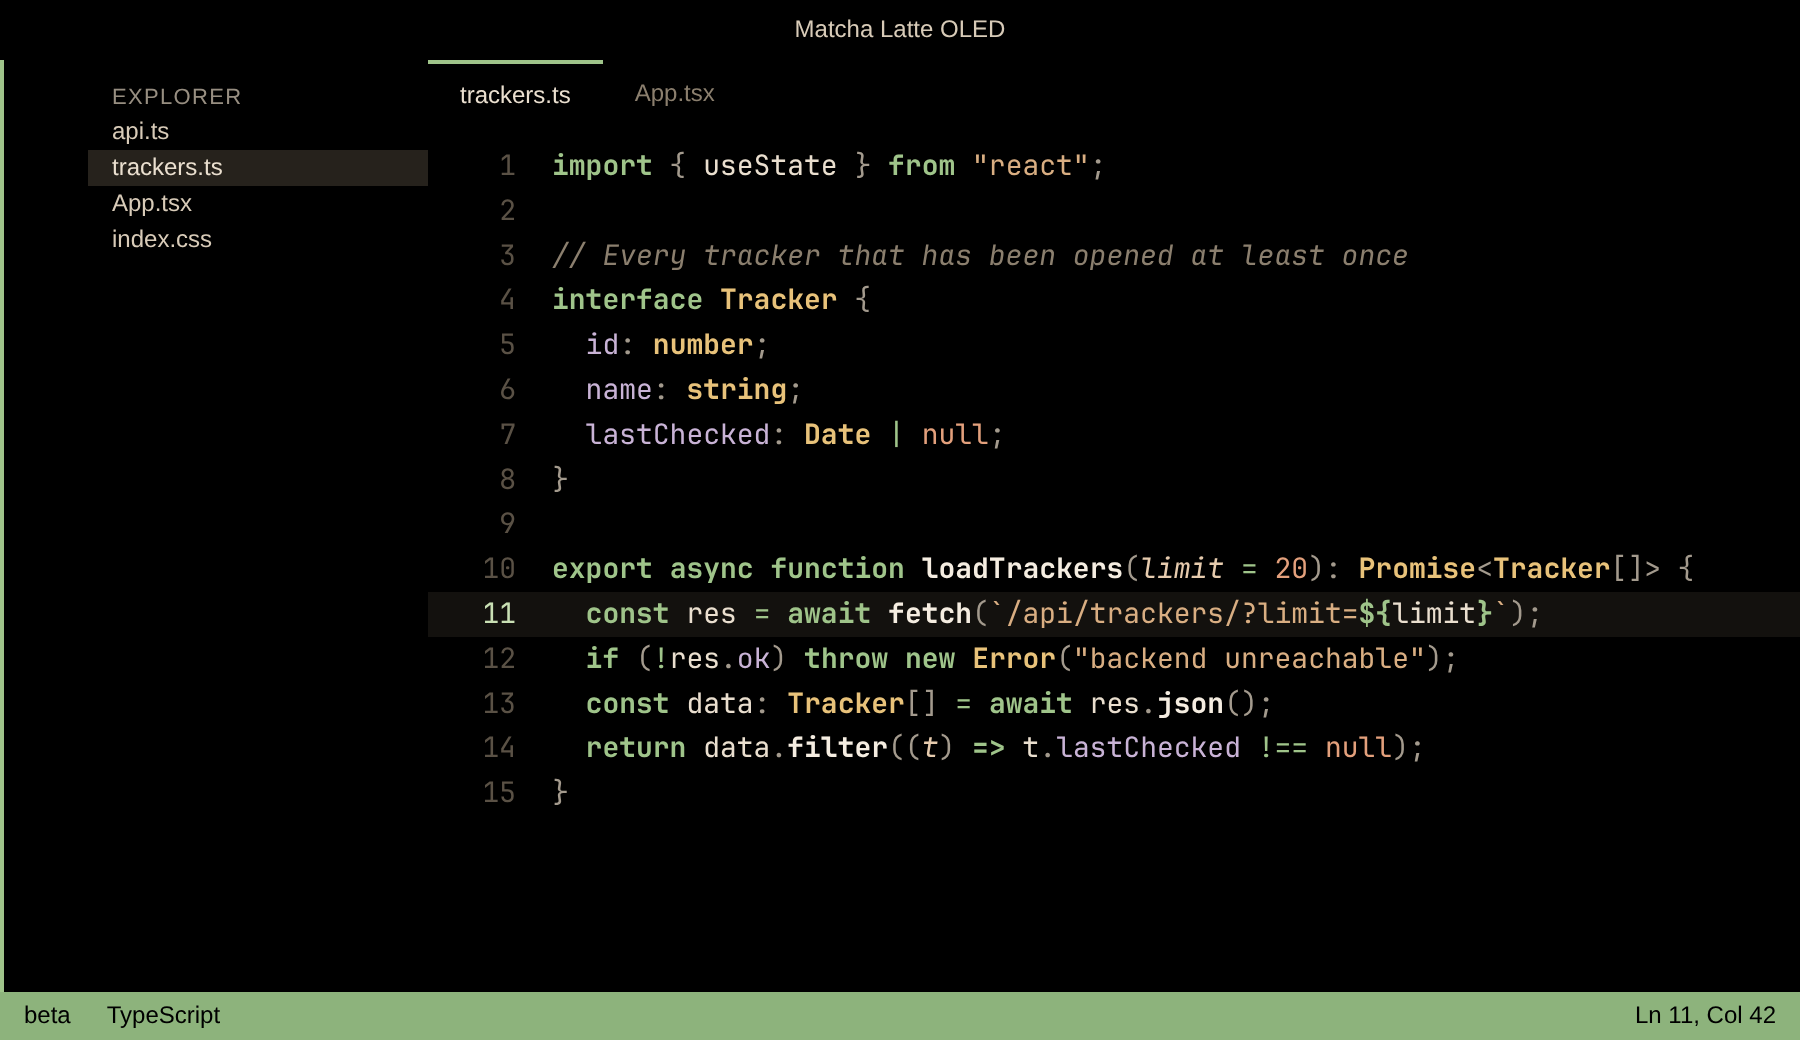 Matcha Latte OLED
EXPLORER
api.ts
trackers.ts
App.tsx
index.css
trackers.ts App.tsx
1 import { useState } from "react";
2
3 // Every tracker that has been opened at least once
4 interface Tracker {
5   id: number;
6   name: string;
7   lastChecked: Date | null;
8 }
9
10 export async function loadTrackers(limit = 20): Promise<Tracker[]> {
11   const res = await fetch(`/api/trackers/?limit=${limit}`);
12   if (!res.ok) throw new Error("backend unreachable");
13   const data: Tracker[] = await res.json();
14   return data.filter((t) => t.lastChecked !== null);
15 }
beta TypeScript Ln 11, Col 42